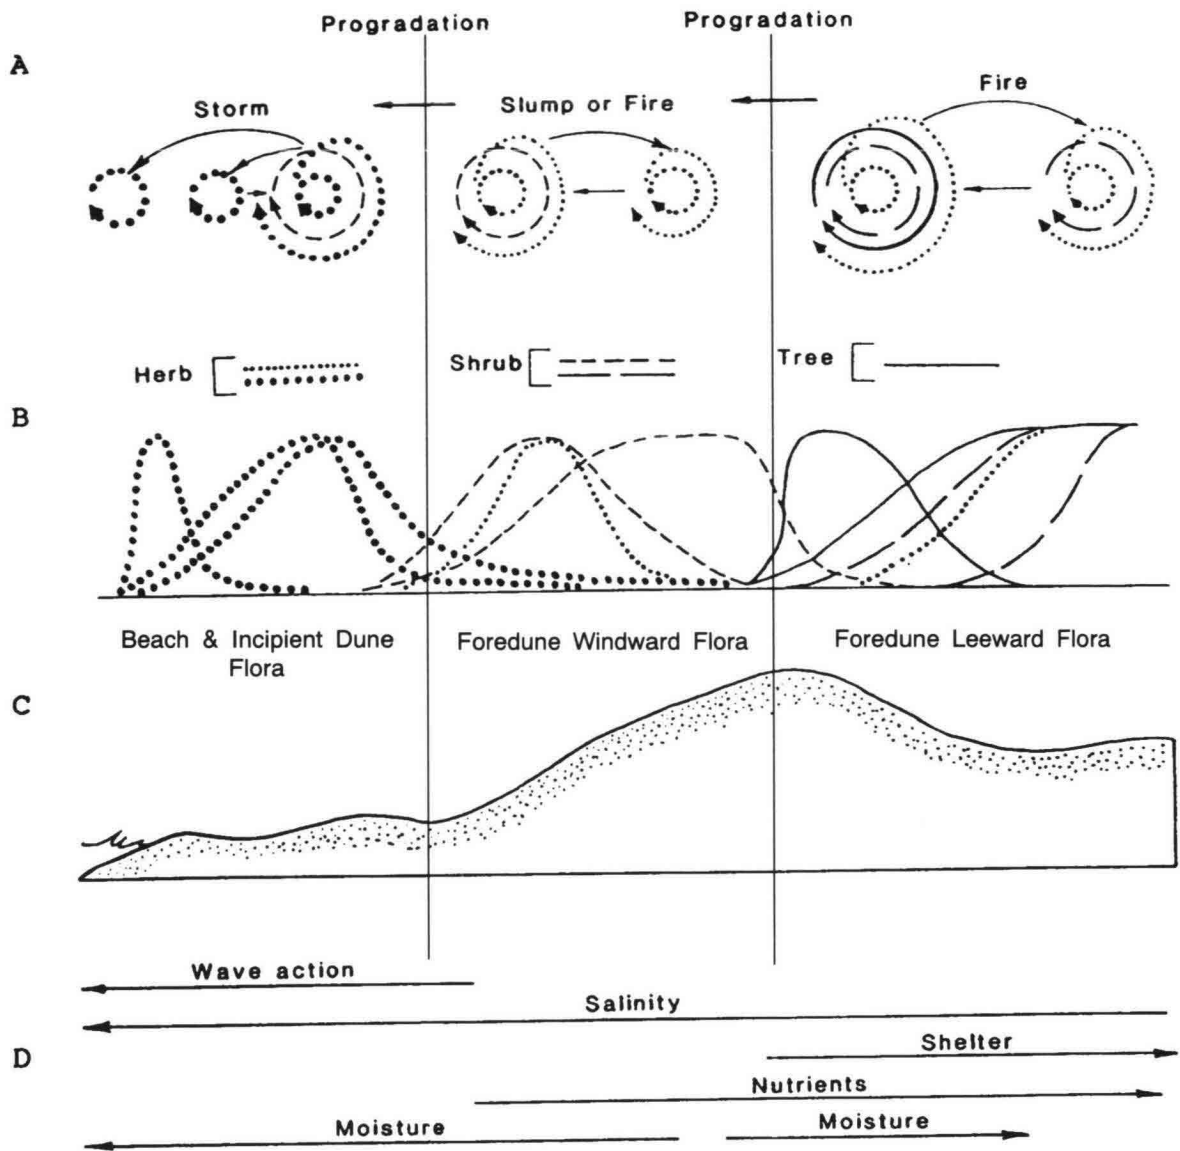 Progradation
Progradation
A
Storm
Slump or Fire
Fire
Herb
Shrub
Tree
B
Beach & Incipient Dune
Flora
Foredune Windward Flora
Foredune Leeward Flora
C
Wave action
Salinity
D
Shelter
Nutrients
Moisture
Moisture